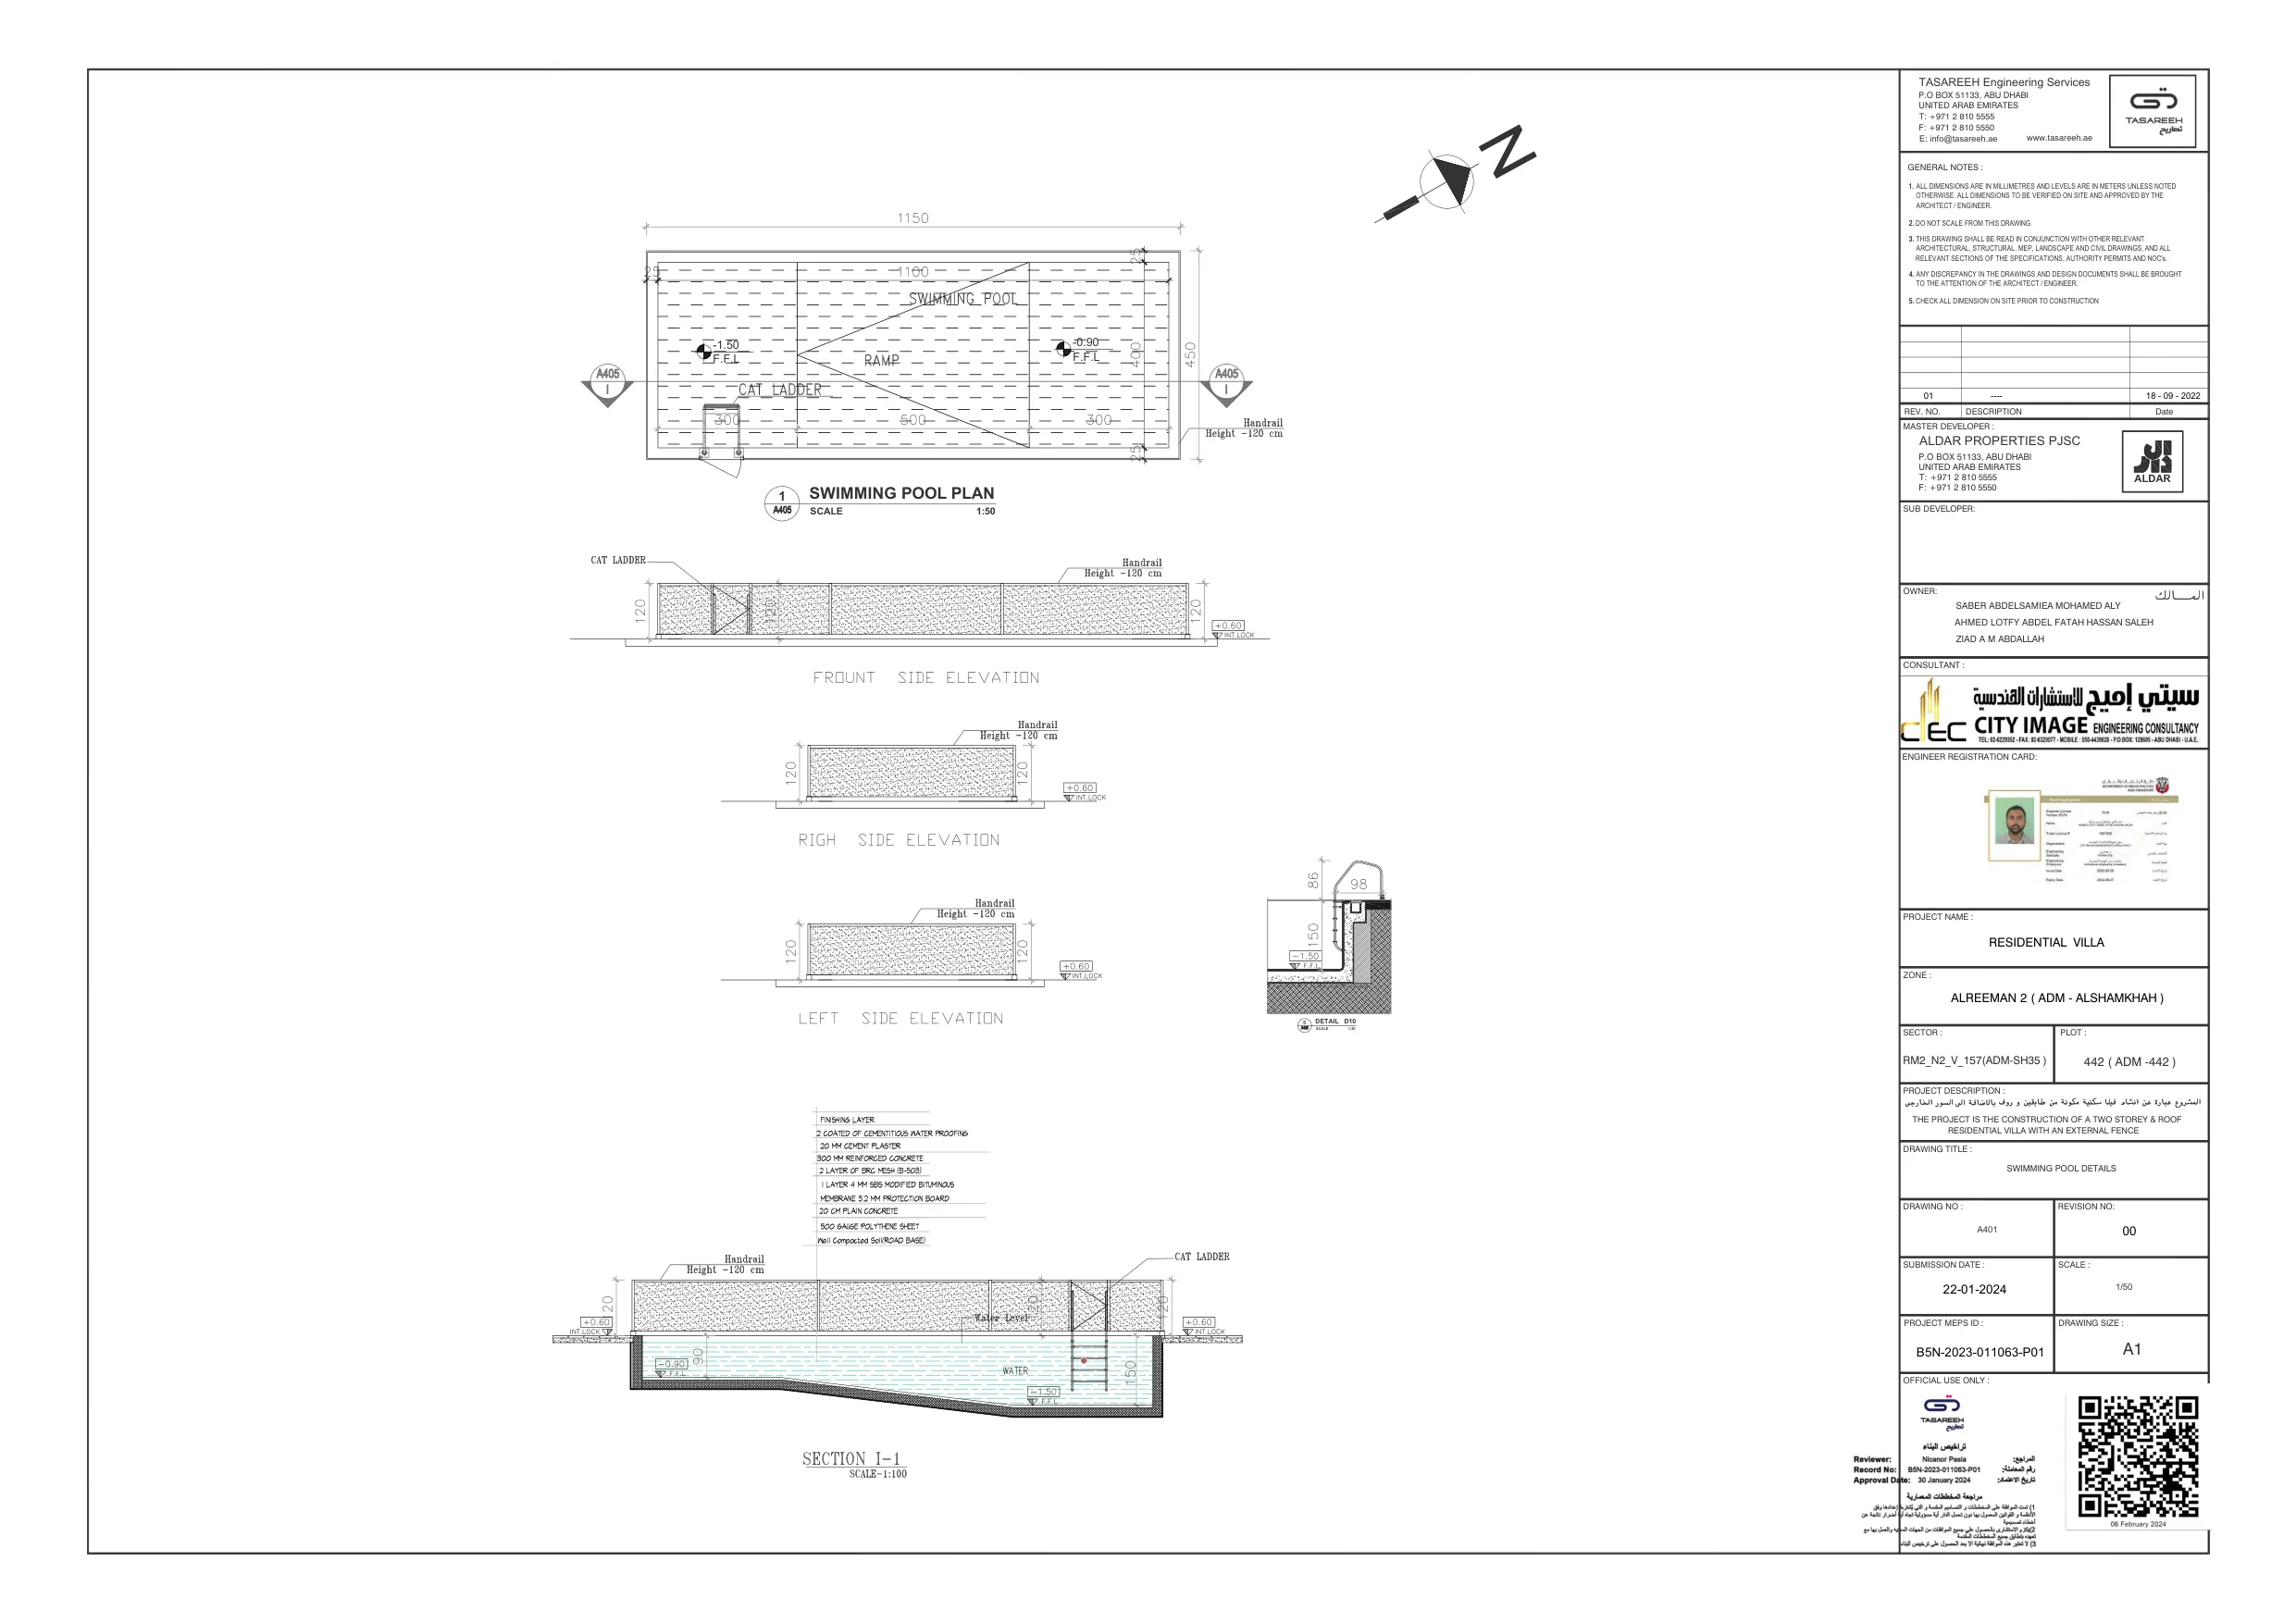 1150
25
1100
25
SWIMMING POOL
-1.50
F.F.L
-0.90
F.F.L
RAMP
400
450
A405
I
A405
I
CAT LADDER
300
500
300
25
Handrail
Height -120 cm
1
A405
SWIMMING POOL PLAN
SCALE
1:50
N
CAT LADDER
Handrail
Height -120 cm
120
120
120
+0.60
INT.LOCK
FROUNT SIDE ELEVATION
Handrail
Height -120 cm
120
120
+0.60
INT.LOCK
RIGH SIDE ELEVATION
Handrail
Height -120 cm
120
120
+0.60
INT.LOCK
LEFT SIDE ELEVATION
86
98
150
-1.50
F.F.L
DETAIL D10
SCALE
1:20
FINISHING LAYER
2 COATED OF CEMENTITIOUS WATER PROOFING
20 MM CEMENT PLASTER
300 MM REINFORCED CONCRETE
2 LAYER OF BRC MESH (B-503)
1 LAYER 4 MM SBS MODIFIED BITUMINOUS
MEMBRANE 3.2 MM PROTECTION BOARD
20 CM PLAIN CONCRETE
500 GAUGE POLYTHENE SHEET
Well Compacted Soil(ROAD BASE)
Handrail
Height -120 cm
CAT LADDER
120
120
120
Water Level
+0.60
INT.LOCK
+0.60
INT.LOCK
-0.90
F.F.L
90
WATER
150
-1.50
F.F.L
SECTION I-1
SCALE-1:100
TASAREEH Engineering Services
P.O BOX 51133, ABU DHABI
UNITED ARAB EMIRATES
T: +971 2 810 5555
F: +971 2 810 5550
E: info@tasareeh.ae www.tasareeh.ae
TASAREEH
تصاريح
GENERAL NOTES :
1. ALL DIMENSIONS ARE IN MILLIMETRES AND LEVELS ARE IN METERS UNLESS NOTED
OTHERWISE. ALL DIMENSIONS TO BE VERIFIED ON SITE AND APPROVED BY THE
ARCHITECT / ENGINEER.
2. DO NOT SCALE FROM THIS DRAWING.
3. THIS DRAWING SHALL BE READ IN CONJUNCTION WITH OTHER RELEVANT
ARCHITECTURAL, STRUCTURAL, MEP, LANDSCAPE AND CIVIL DRAWINGS, AND ALL
RELEVANT SECTIONS OF THE SPECIFICATIONS, AUTHORITY PERMITS AND NOC's.
4. ANY DISCREPANCY IN THE DRAWINGS AND DESIGN DOCUMENTS SHALL BE BROUGHT
TO THE ATTENTION OF THE ARCHITECT / ENGINEER.
5. CHECK ALL DIMENSION ON SITE PRIOR TO CONSTRUCTION
01 ---- 18 - 09 - 2022
REV. NO. DESCRIPTION Date
MASTER DEVELOPER :
ALDAR PROPERTIES PJSC
P.O BOX 51133, ABU DHABI
UNITED ARAB EMIRATES
T: +971 2 810 5555
F: +971 2 810 5550
الدار
ALDAR
SUB DEVELOPER:
OWNER: المــــالك
SABER ABDELSAMIEA MOHAMED ALY
AHMED LOTFY ABDEL FATAH HASSAN SALEH
ZIAD A M ABDALLAH
CONSULTANT :
سيتي إميج للاستشارات الهندسية
CITY IMAGE ENGINEERING CONSULTANCY
TEL: 02-6229352 - FAX: 02-6329077 - MOBILE : 050-4439828 - P.O.BOX: 128605 - ABU DHABI - U.A.E.
ENGINEER REGISTRATION CARD:
PROJECT NAME :
RESIDENTIAL VILLA
ZONE :
ALREEMAN 2 ( ADM - ALSHAMKHAH )
SECTOR :
RM2_N2_V_157(ADM-SH35 )
PLOT :
442 ( ADM -442 )
PROJECT DESCRIPTION :
المشروع عبارة عن انشاء فيلا سكنية مكونة من طابقين و روف بالاضافة الى السور الخارجى
THE PROJECT IS THE CONSTRUCTION OF A TWO STOREY & ROOF
RESIDENTIAL VILLA WITH AN EXTERNAL FENCE
DRAWING TITLE :
SWIMMING POOL DETAILS
DRAWING NO :
A401
REVISION NO:
00
SUBMISSION DATE :
22-01-2024
SCALE :
1/50
PROJECT MEPS ID :
B5N-2023-011063-P01
DRAWING SIZE :
A1
OFFICIAL USE ONLY :
TASAREEH
تصاريح
تراخيص البناء
Reviewer: Nicanor Pasia المراجع:
Record No: B5N-2023-011063-P01 رقم المعاملة:
Approval Date: 30 January 2024 تاريخ الاعتماد:
مراجعة المخططات المعمارية
06 February 2024